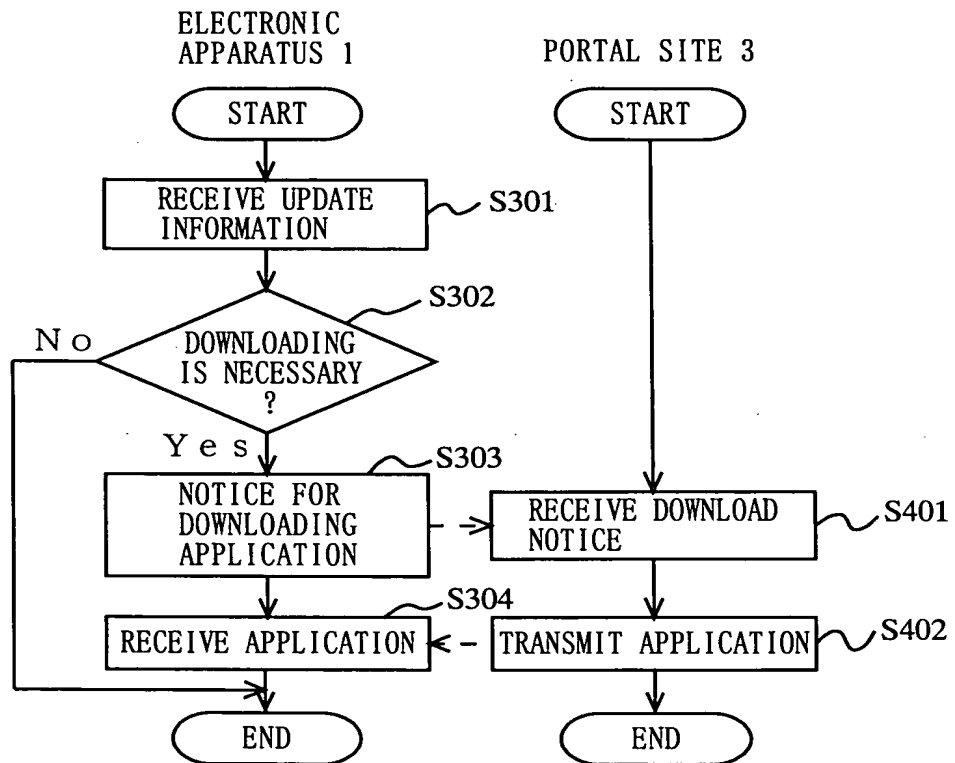 ELECTRONIC
APPARATUS 1
PORTAL SITE 3
START
START
RECEIVE UPDATE
INFORMATION
S301
S302
No
DOWNLOADING
IS NECESSARY
?
Yes
S303
NOTICE FOR
DOWNLOADING
APPLICATION
RECEIVE DOWNLOAD
NOTICE
S401
S304
RECEIVE APPLICATION
TRANSMIT APPLICATION
S402
END
END